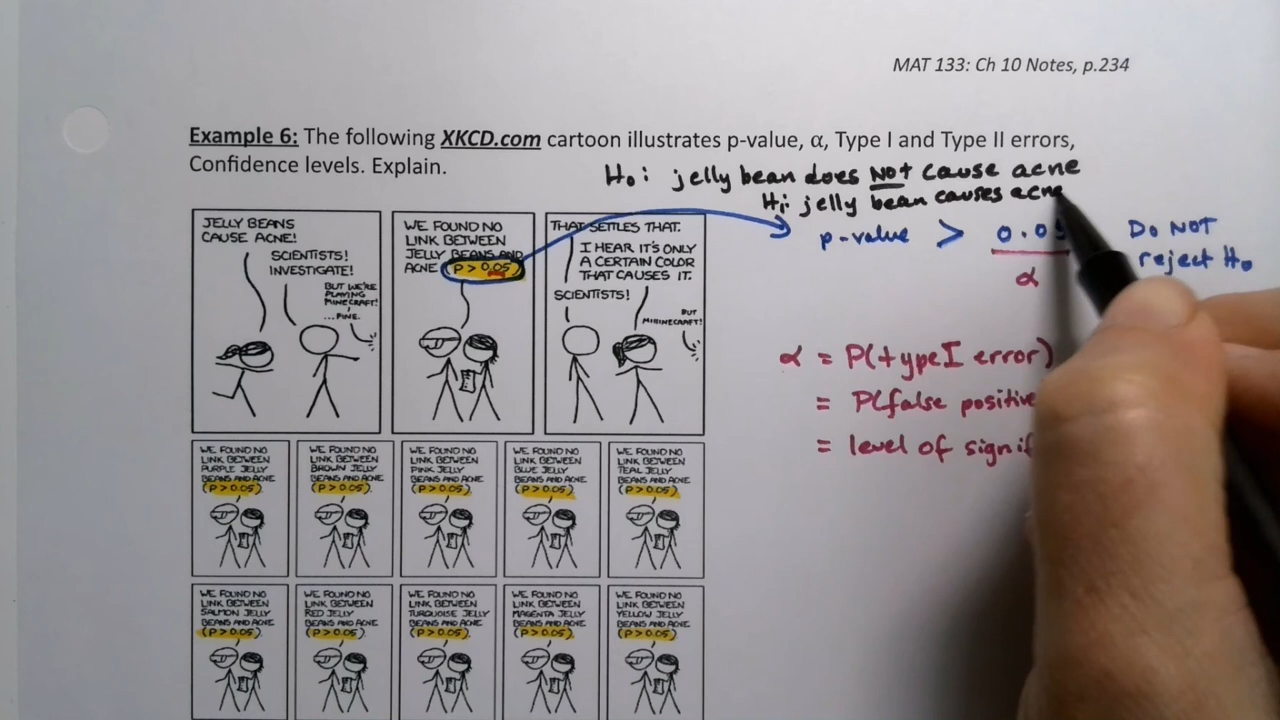 MAT 133: Ch 10 Notes, p.234
Example 6: The following XKCD.com cartoon illustrates p-value, α, Type I and Type II errors,
Confidence levels. Explain.
H₀: jelly bean does NOT cause acne
H₁: jelly bean causes acne
p-value > 0.05
α
Do NOT
reject H₀
α = P(type I error)
= P(false positive
= level of signif
JELLY BEANS
CAUSE ACNE!
SCIENTISTS!
INVESTIGATE!
BUT WE'RE
PLAYING
MINECRAFT!
...FINE.
WE FOUND NO
LINK BETWEEN
JELLY BEANS AND
ACNE (P > 0.05)
THAT SETTLES THAT.
I HEAR IT'S ONLY
A CERTAIN COLOR
THAT CAUSES IT.
SCIENTISTS!
BUT
MININECRAFT!
WE FOUND NO
LINK BETWEEN
PURPLE JELLY
BEANS AND ACNE
(P > 0.05)
WE FOUND NO
LINK BETWEEN
BROWN JELLY
BEANS AND ACNE
(P > 0.05)
WE FOUND NO
LINK BETWEEN
PINK JELLY
BEANS AND ACNE
(P > 0.05)
WE FOUND NO
LINK BETWEEN
BLUE JELLY
BEANS AND ACNE
(P > 0.05)
WE FOUND NO
LINK BETWEEN
TEAL JELLY
BEANS AND ACNE
(P > 0.05)
WE FOUND NO
LINK BETWEEN
SALMON JELLY
BEANS AND ACNE
(P > 0.05)
WE FOUND NO
LINK BETWEEN
RED JELLY
BEANS AND ACNE
(P > 0.05)
WE FOUND NO
LINK BETWEEN
TURQUOISE JELLY
BEANS AND ACNE
(P > 0.05)
WE FOUND NO
LINK BETWEEN
MAGENTA JELLY
BEANS AND ACNE
(P > 0.05)
WE FOUND NO
LINK BETWEEN
YELLOW JELLY
BEANS AND ACNE
(P > 0.05)